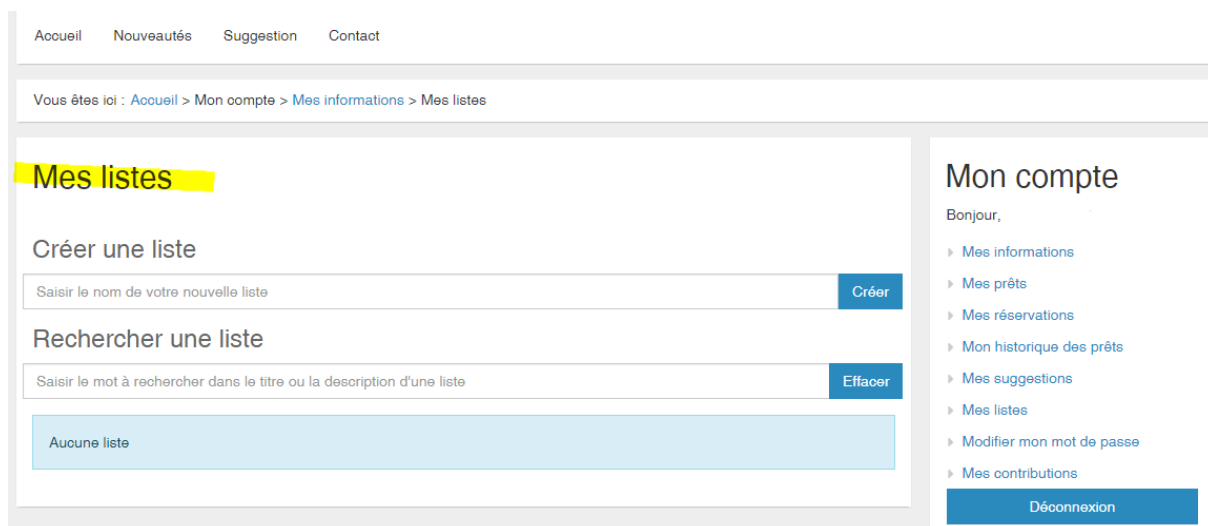 Accueil Nouveautés Suggestion Contact
Vous êtes ici : Accueil > Mon compte > Mes informations > Mes listes
Mes listes
Créer une liste
Saisir le nom de votre nouvelle liste Créer
Rechercher une liste
Saisir le mot à rechercher dans le titre ou la description d'une liste Effacer
Aucune liste
Mon compte
Bonjour,
Mes informations
Mes prêts
Mes réservations
Mon historique des prêts
Mes suggestions
Mes listes
Modifier mon mot de passe
Mes contributions
Déconnexion